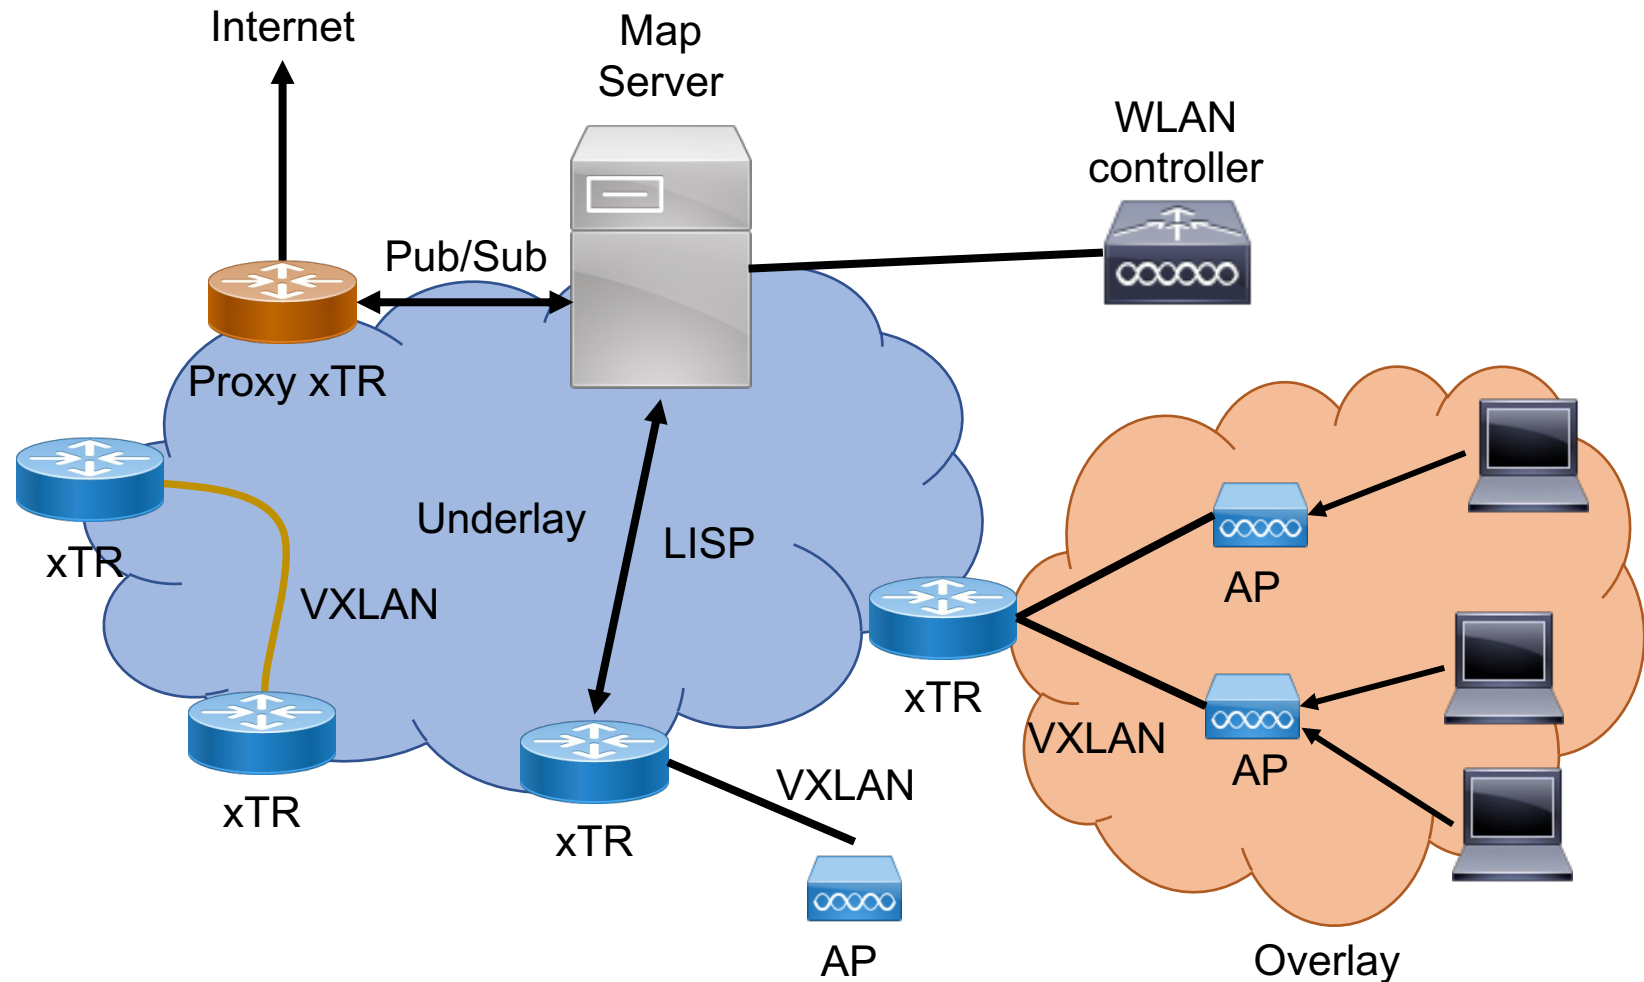 Internet
Map
Server
WLAN
controller
Pub/Sub
Proxy xTR
Underlay
LISP
xTR
VXLAN
AP
xTR
VXLAN
AP
xTR
VXLAN
xTR
AP
Overlay